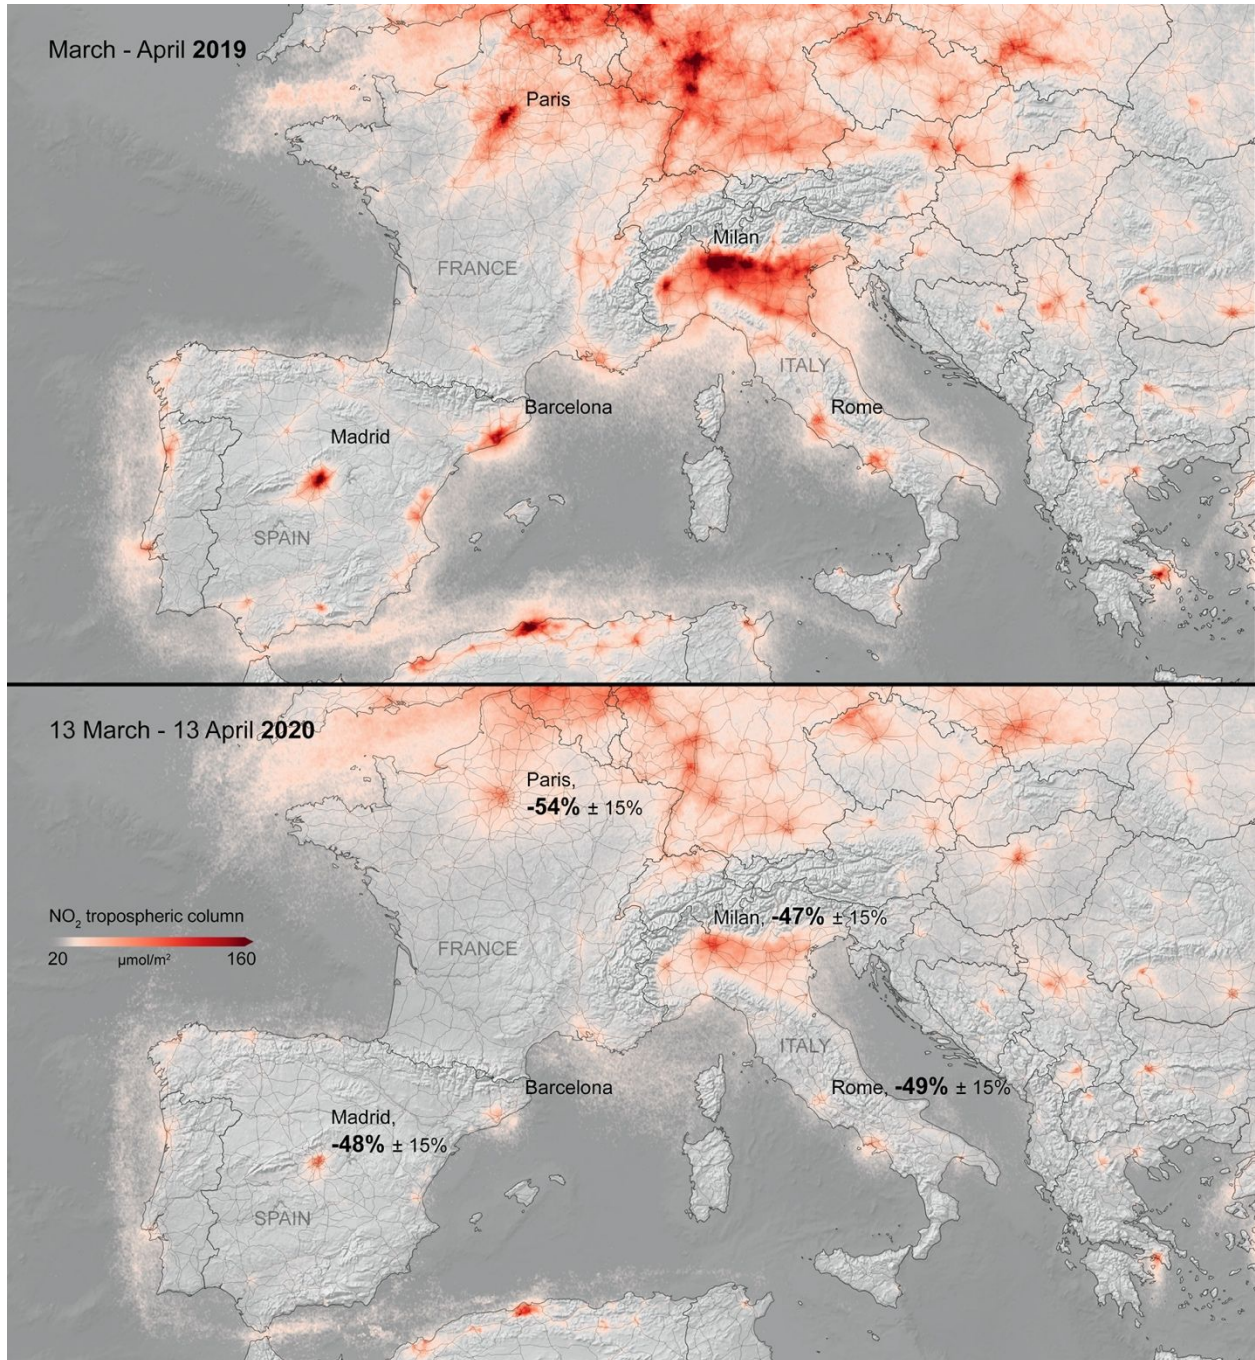 March - April 2019
Paris
Milan
FRANCE
ITALY
Barcelona
Rome
Madrid
SPAIN
13 March - 13 April 2020
Paris,
-54% ± 15%
NO₂ tropospheric column
20 µmol/m² 160
Milan, -47% ± 15%
FRANCE
ITALY
Barcelona
Rome, -49% ± 15%
Madrid,
-48% ± 15%
SPAIN